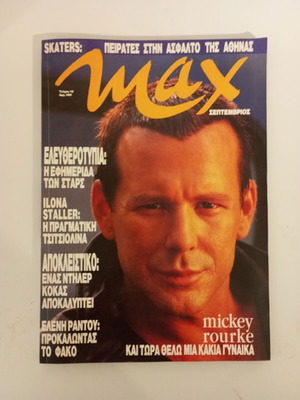 SKATERS: ΠΕΙΡΑΤΕΣ ΣΤΗΝ ΑΣΦΑΛΤΟ ΤΗΣ ΑΘΗΝΑΣ
max
ΣΕΠΤΕΜΒΡΙΟΣ
ΕΛΕΥΘΕΡΟΤΥΠΙΑ:
Η ΕΦΗΜΕΡΙΔΑ
ΤΩΝ ΣΤΑΡΣ
ILONA
STALLER:
Η ΠΡΑΓΜΑΤΙΚΗ
ΤΣΙΤΣΙΟΛΙΝΑ
ΑΠΟΚΛΕΙΣΤΙΚΟ:
ΕΝΑΣ ΝΤΗΛΕΡ
ΚΟΚΑΣ
ΑΠΟΚΑΛΥΠΤΕΙ
ΕΛΕΝΗ ΡΑΝΤΟΥ:
ΠΡΟΚΑΛΩΝΤΑΣ
ΤΟ ΦΑΚΟ
mickey
rourke
ΚΑΙ ΤΩΡΑ ΘΕΛΩ ΜΙΑ ΚΑΚΙΑ ΓΥΝΑΙΚΑ